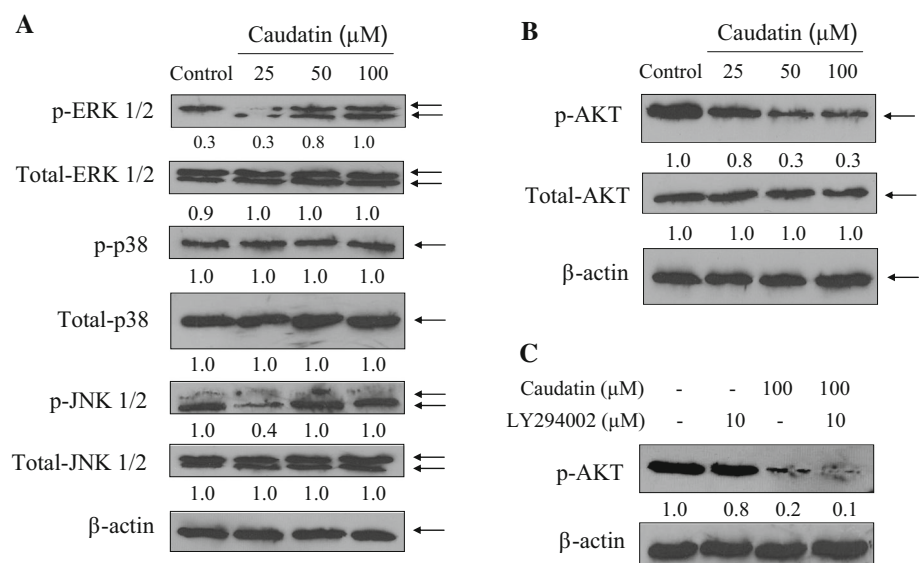 A
Caudatin (µM)
Control 25 50 100
p-ERK 1/2
0.3 0.3 0.8 1.0
Total-ERK 1/2
0.9 1.0 1.0 1.0
p-p38
1.0 1.0 1.0 1.0
Total-p38
1.0 1.0 1.0 1.0
p-JNK 1/2
1.0 0.4 1.0 1.0
Total-JNK 1/2
1.0 1.0 1.0 1.0
β-actin
B
Caudatin (µM)
Control 25 50 100
p-AKT
1.0 0.8 0.3 0.3
Total-AKT
1.0 1.0 1.0 1.0
β-actin
C
Caudatin (µM) - - 100 100
LY294002 (µM) - 10 - 10
p-AKT
1.0 0.8 0.2 0.1
β-actin